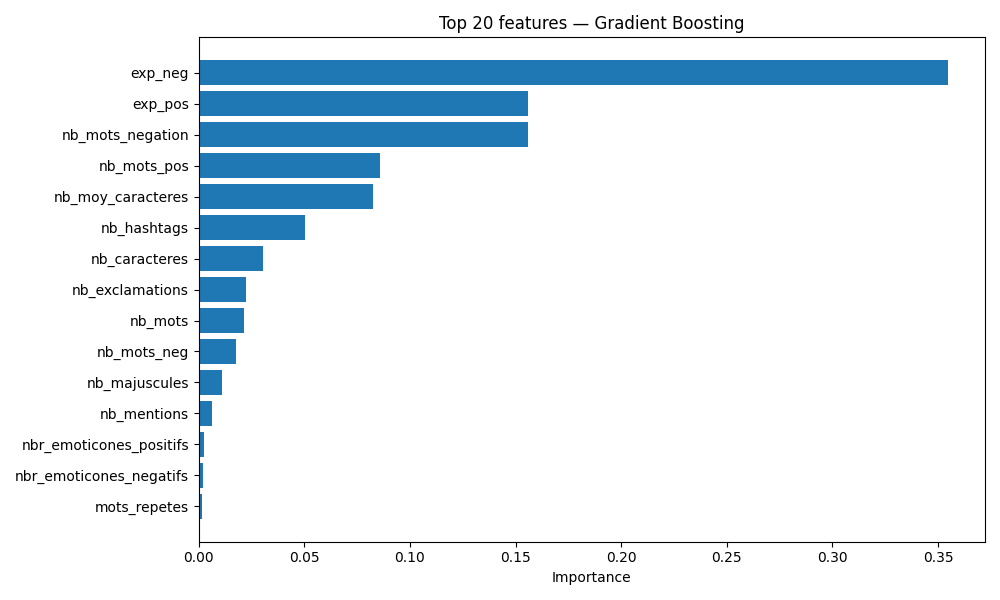 Top 20 features — Gradient Boosting
exp_neg
exp_pos
nb_mots_negation
nb_mots_pos
nb_moy_caracteres
nb_hashtags
nb_caracteres
nb_exclamations
nb_mots
nb_mots_neg
nb_majuscules
nb_mentions
nbr_emoticones_positifs
nbr_emoticones_negatifs
mots_repetes
0.00 0.05 0.10 0.15 0.20 0.25 0.30 0.35
Importance